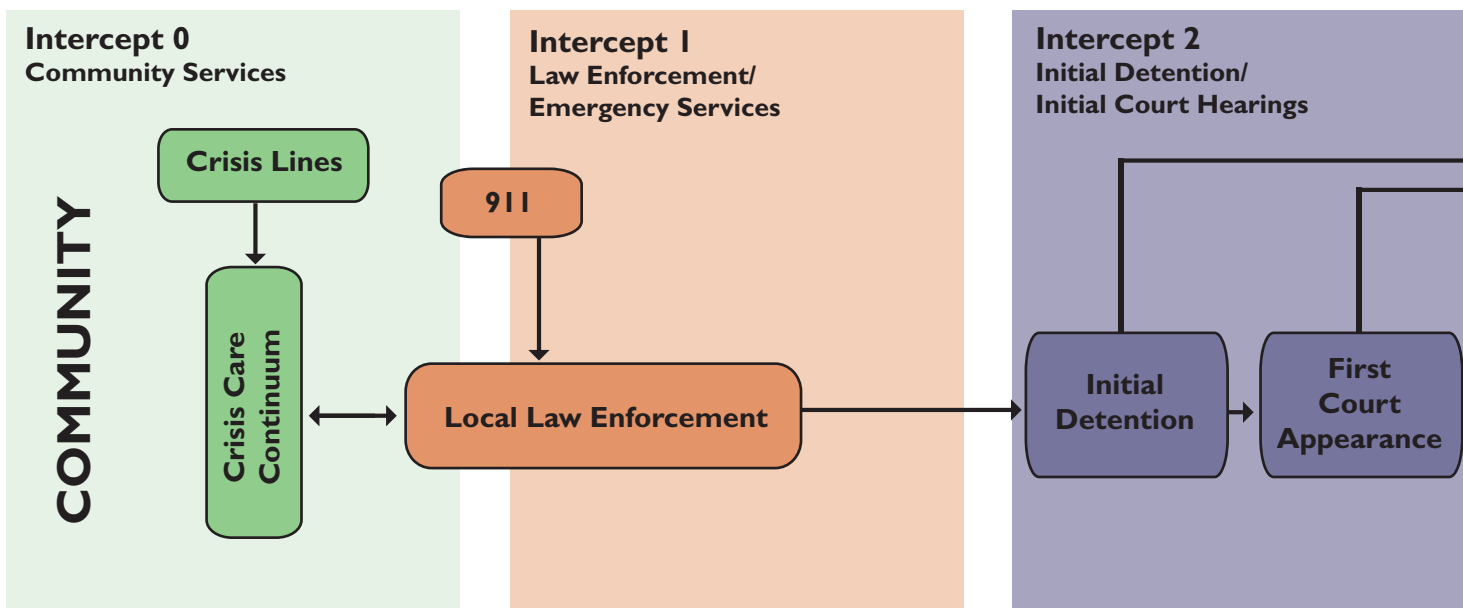 Intercept 0
Community Services
COMMUNITY
Crisis Lines
Crisis Care
Continuum
Intercept 1
Law Enforcement/
Emergency Services
911
Local Law Enforcement
Intercept 2
Initial Detention/
Initial Court Hearings
Initial
Detention
First
Court
Appearance